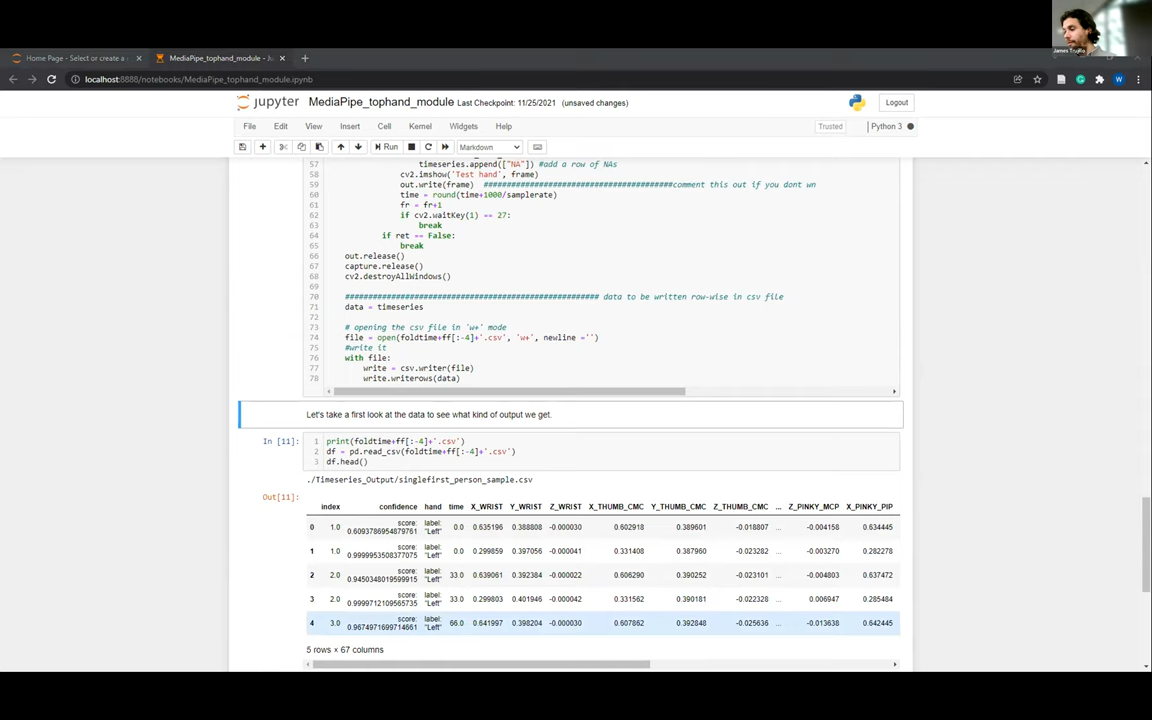 James Trujillo
Home Page - Select or create a
MediaPipe_tophand_module - Ju
localhost:8888/notebooks/MediaPipe_tophand_module.ipynb
W
jupyter MediaPipe_tophand_module Last Checkpoint: 11/25/2021 (unsaved changes)
Logout
File Edit View Insert Cell Kernel Widgets Help
Trusted
Python 3
Run
Markdown
57 timeseries.append(["NA"]) #add a row of NAs
58 cv2.imshow('Test hand', frame)
59 out.write(frame) #########################################comment this out if you dont wn
60 time = round(time+1000/samplerate)
61 fr = fr+1
62 if cv2.waitKey(1) == 27:
63 break
64 if ret == False:
65 break
66 out.release()
67 capture.release()
68 cv2.destroyAllWindows()
69
70 ####################################################### data to be written row-wise in csv file
71 data = timeseries
72
73 # opening the csv file in 'w+' mode
74 file = open(foldtime+ff[:-4]+'.csv', 'w+', newline ='')
75 #write it
76 with file:
77 write = csv.writer(file)
78 write.writerows(data)
Let's take a first look at the data to see what kind of output we get.
In [11]: 1 print(foldtime+ff[:-4]+'.csv')
2 df = pd.read_csv(foldtime+ff[:-4]+'.csv')
3 df.head()
./Timeseries_Output/singlefirst_person_sample.csv
Out[11]:
index confidence hand time X_WRIST Y_WRIST Z_WRIST X_THUMB_CMC Y_THUMB_CMC Z_THUMB_CMC ... Z_PINKY_MCP X_PINKY_PIP
0 1.0 score: 0.6093786954879761 label: "Left" 0.0 0.635196 0.388808 -0.000030 0.602918 0.389601 -0.018807 ... -0.004158 0.634445
1 1.0 score: 0.9999953508377075 label: "Left" 0.0 0.299859 0.397056 -0.000041 0.331408 0.387960 -0.023282 ... -0.003270 0.282278
2 2.0 score: 0.9450348019599915 label: "Left" 33.0 0.639061 0.392384 -0.000022 0.606290 0.390252 -0.023101 ... -0.004803 0.637472
3 2.0 score: 0.9999712109565735 label: "Left" 33.0 0.299803 0.401946 -0.000042 0.331562 0.390181 -0.022328 ... 0.006947 0.285484
4 3.0 score: 0.9674971699714661 label: "Left" 66.0 0.641997 0.398204 -0.000030 0.607862 0.392848 -0.025636 ... -0.013638 0.642445
5 rows × 67 columns